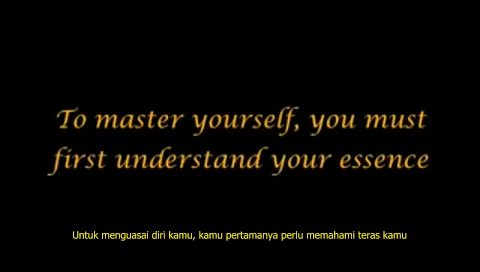 To master yourself, you must
first understand your essence
Untuk menguasai diri kamu, kamu pertamanya perlu memahami teras kamu